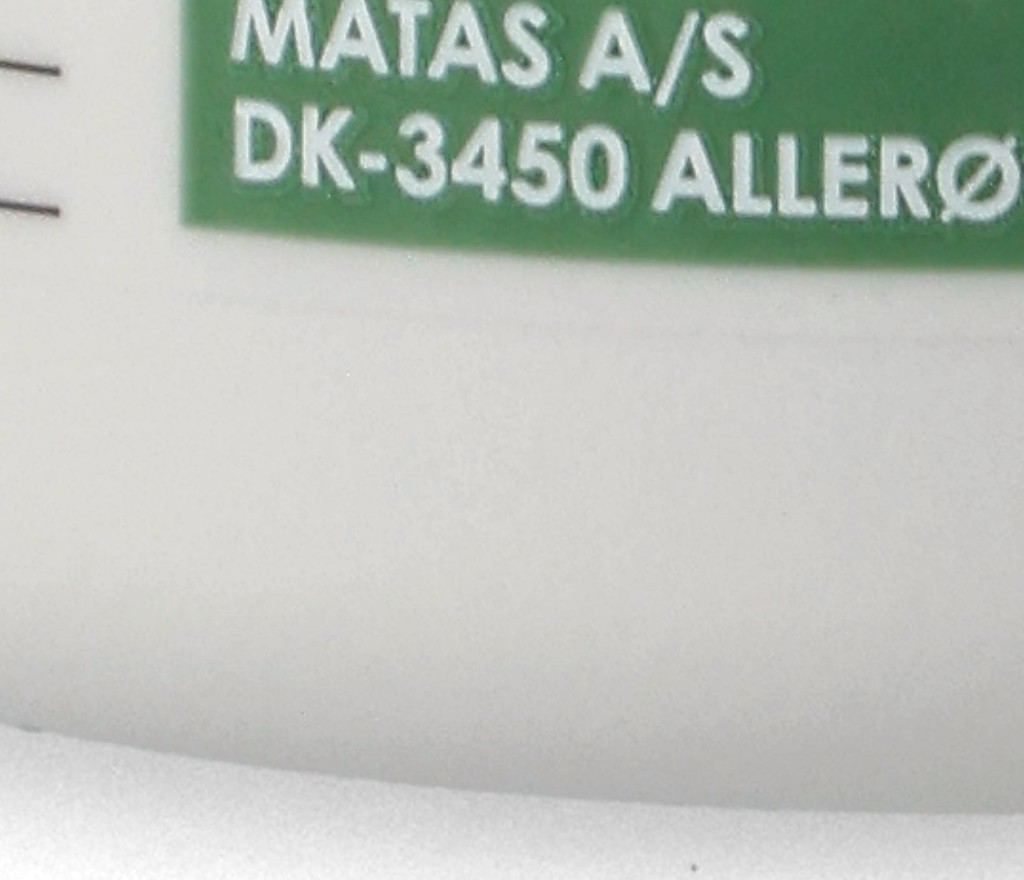 MATAS A/S
DK-3450 ALLERØ